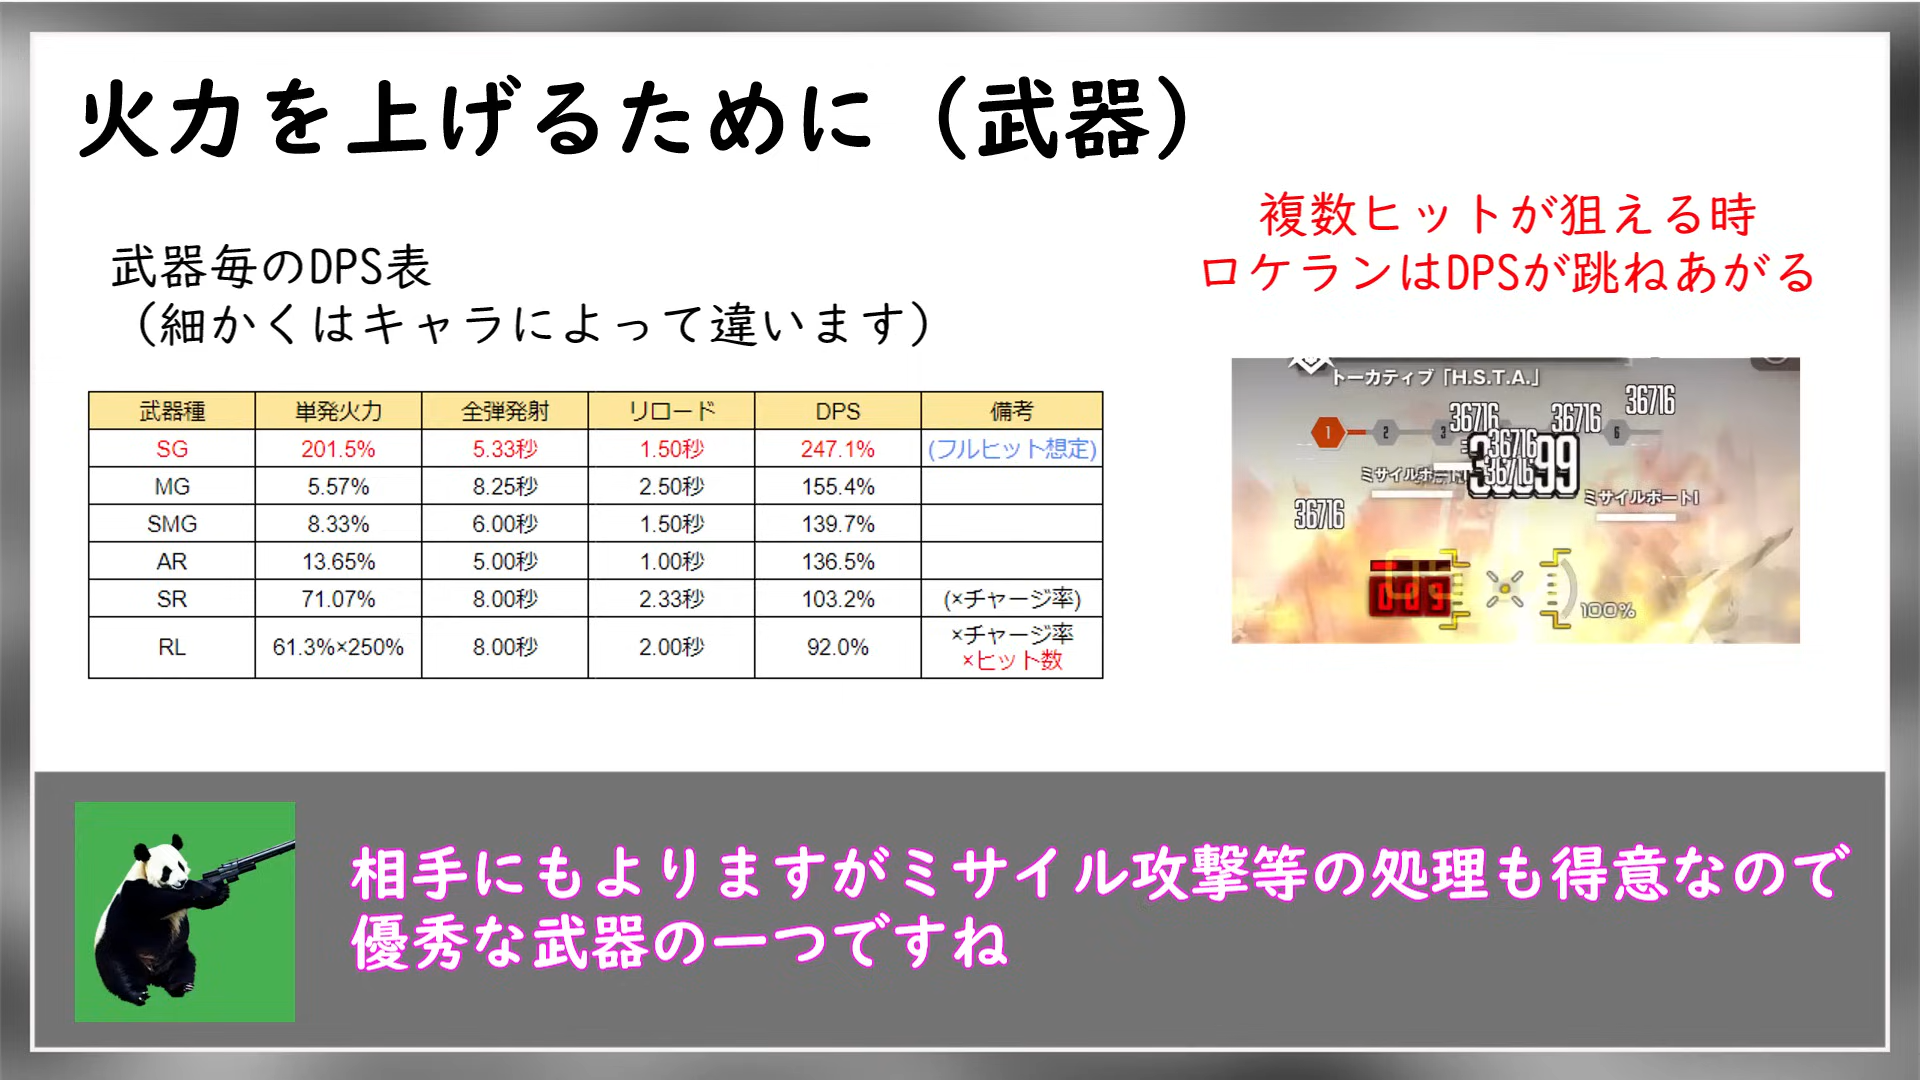 火力を上げるために（武器）
武器毎のDPS表
（細かくはキャラによって違います）
複数ヒットが狙える時
ロケランはDPSが跳ねあがる
武器種 単発火力 全弾発射 リロード DPS 備考
SG 201.5% 5.33秒 1.50秒 247.1% (フルヒット想定)
MG 5.57% 8.25秒 2.50秒 155.4%
SMG 8.33% 6.00秒 1.50秒 139.7%
AR 13.65% 5.00秒 1.00秒 136.5%
SR 71.07% 8.00秒 2.33秒 103.2% (×チャージ率)
RL 61.3%×250% 8.00秒 2.00秒 92.0% ×チャージ率
×ヒット数
トーカティブ「H.S.T.A.」
36716
36716 36716
1 2 3 6
36716
36716
ミサイルボートI
36716
100%
相手にもよりますがミサイル攻撃等の処理も得意なので
優秀な武器の一つですね